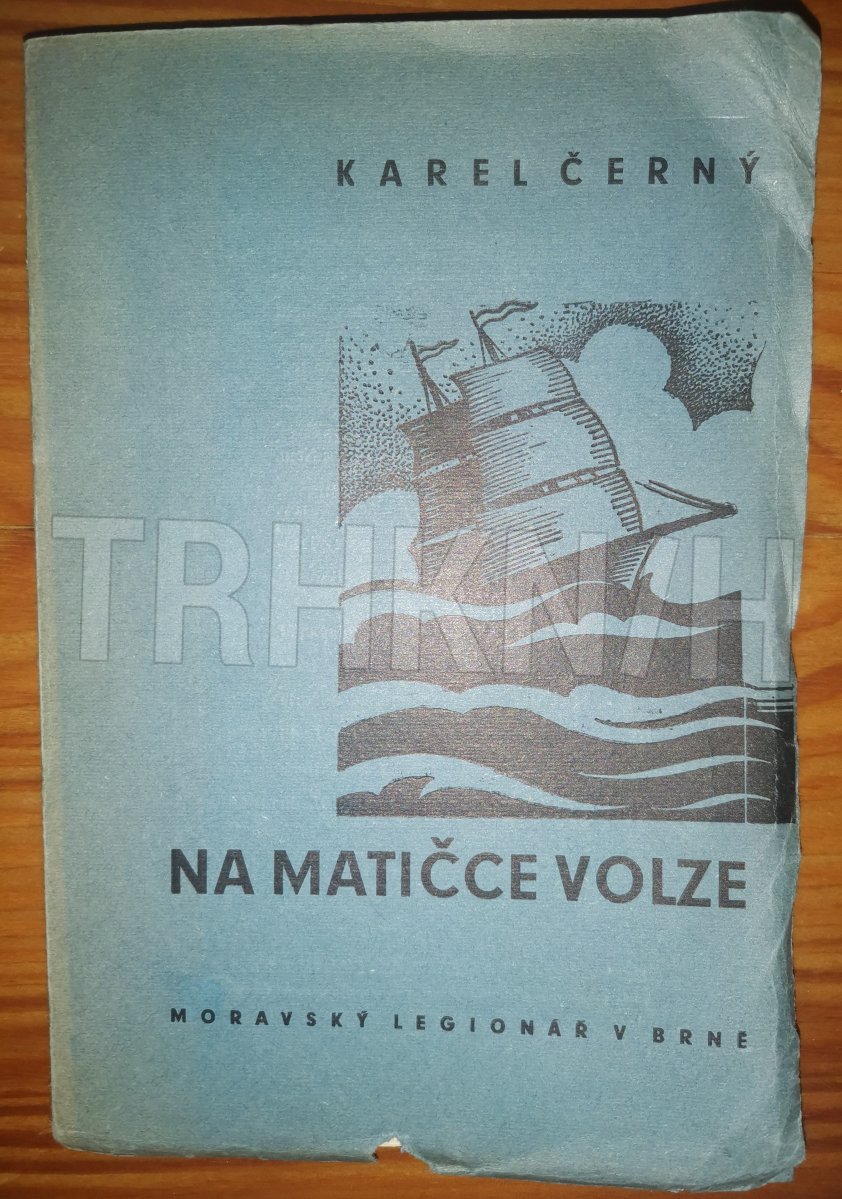 KAREL ČERNÝ
TRHKNIH
NA MATIČCE VOLZE
MORAVSKÝ LEGIONÁŘ V BRNĚ